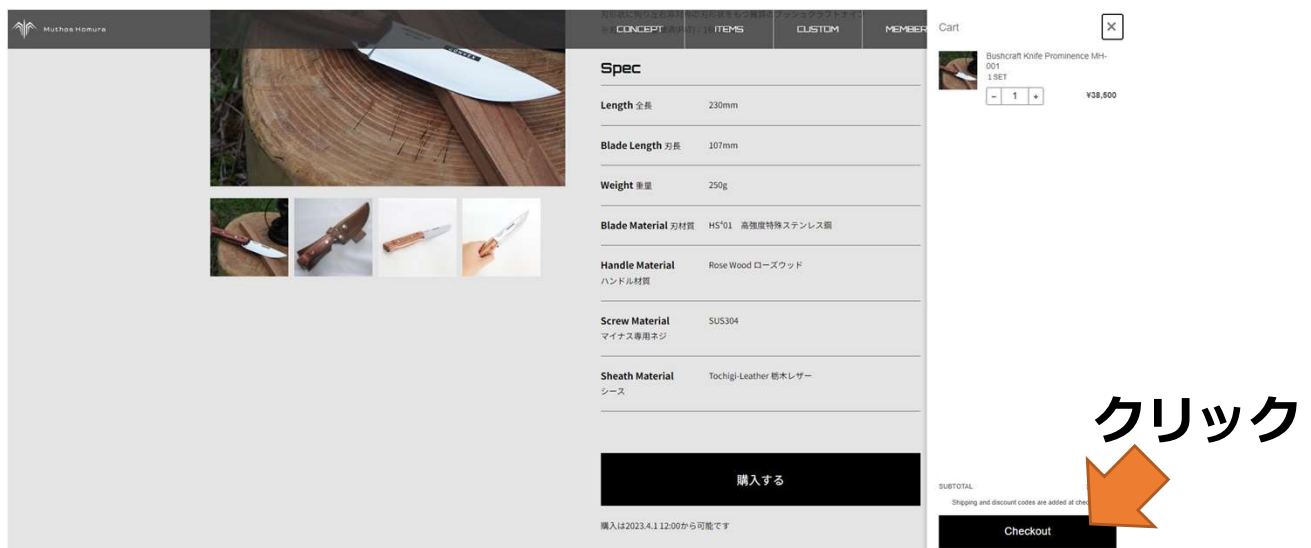 Muthos Homura
CONCEPT
ITEMS
CUSTOM
MEMBER
Spec
Length 全長 230mm
Blade Length 刃長 107mm
Weight 重量 250g
Blade Material 刃材質 HS*01 高強度特殊ステンレス鋼
Handle Material Rose Wood ローズウッド
ハンドル材質
Screw Material SUS304
マイナス専用ネジ
Sheath Material Tochigi-Leather 栃木レザー
シース
購入する
購入は2023.4.1 12:00から可能です
Cart
Bushcraft Knife Prominence MH-
001
1 SET
- 1 +
¥38,500
クリック
SUBTOTAL
Shipping and discount codes are added at
Checkout